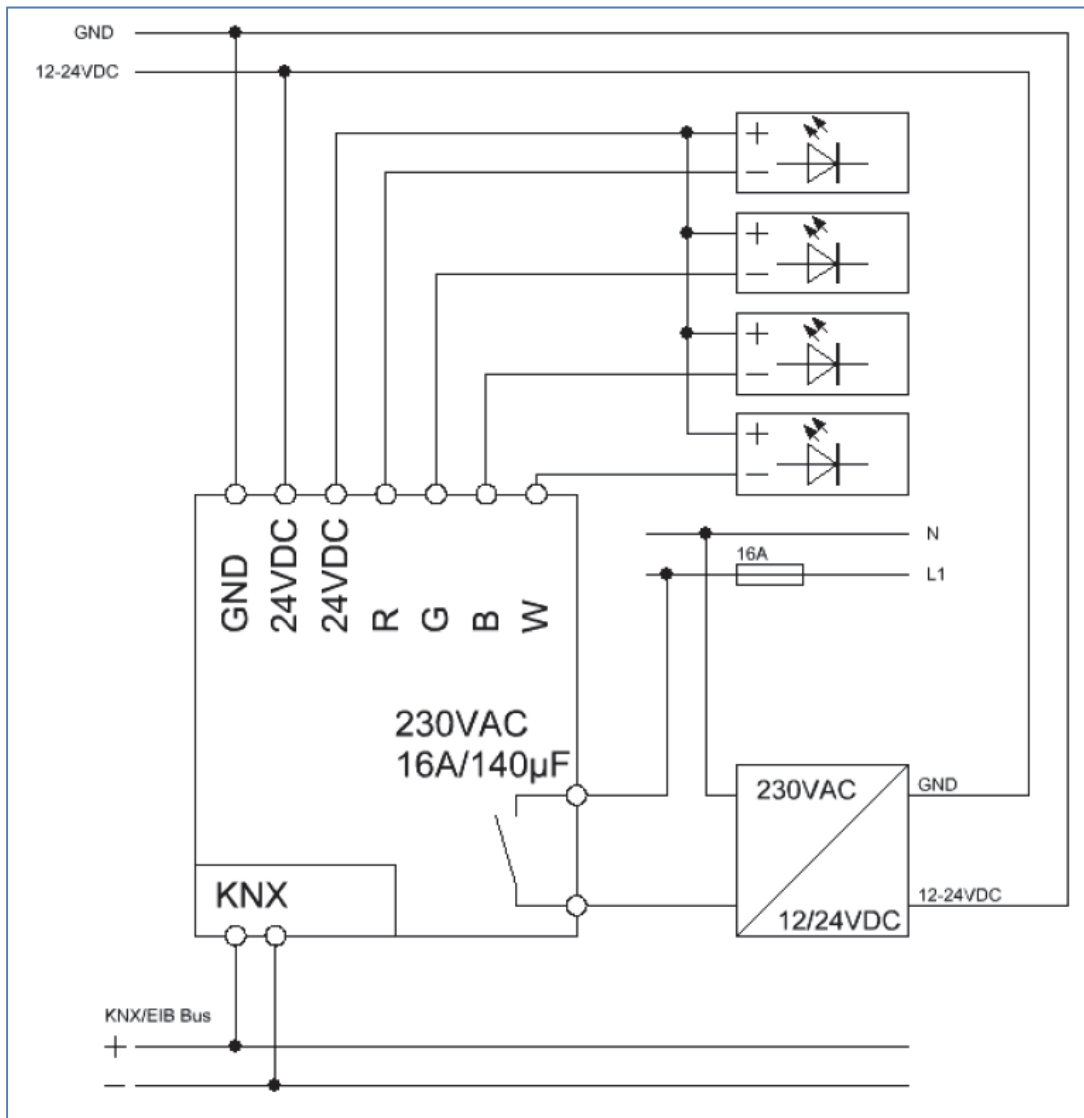 GND
12-24VDC
+
−
+
−
+
−
+
−
GND
24VDC
24VDC
R
G
B
W
N
16A
L1
230VAC
16A/140µF
230VAC
GND
12-24VDC
12/24VDC
KNX
KNX/EIB Bus
+
−